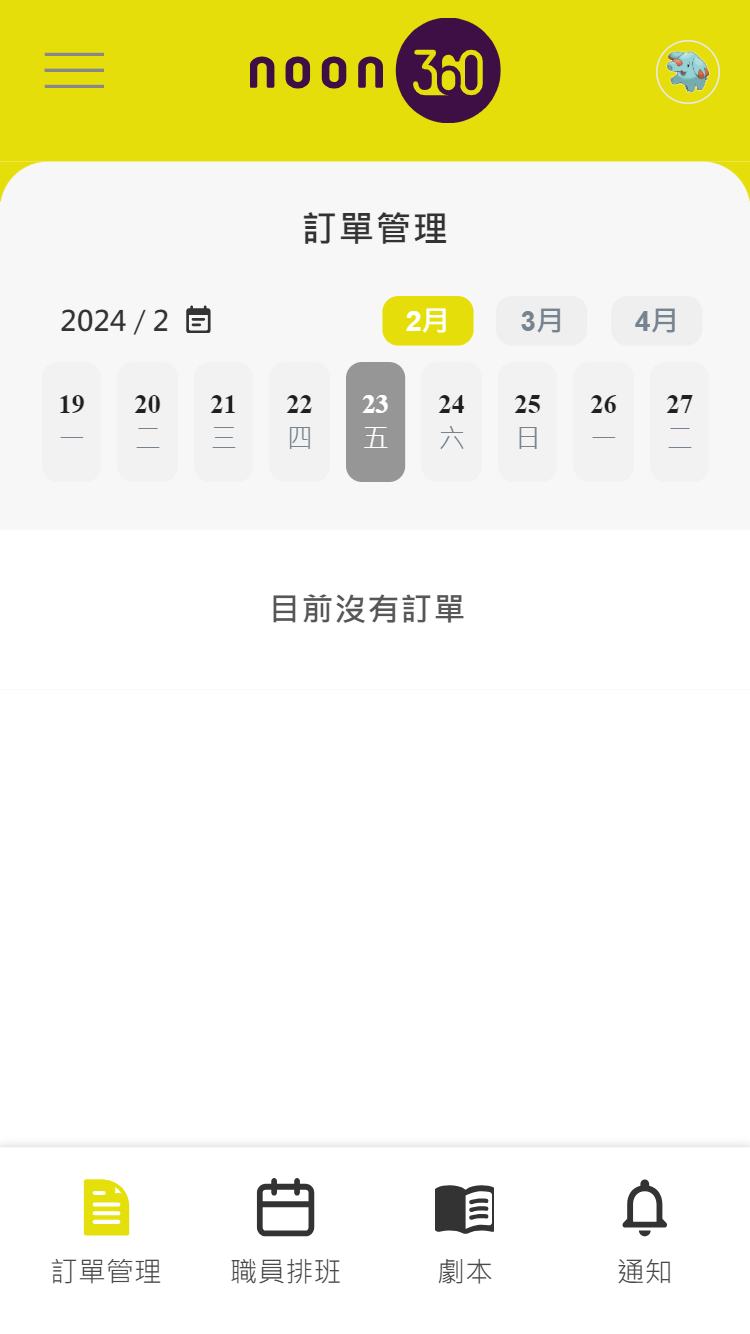 noon 360
訂單管理
2024 / 2 2月 3月 4月
19 20 21 22 23 24 25 26 27
一 二 三 四 五 六 日 一 二
目前沒有訂單
訂單管理 職員排班 劇本 通知